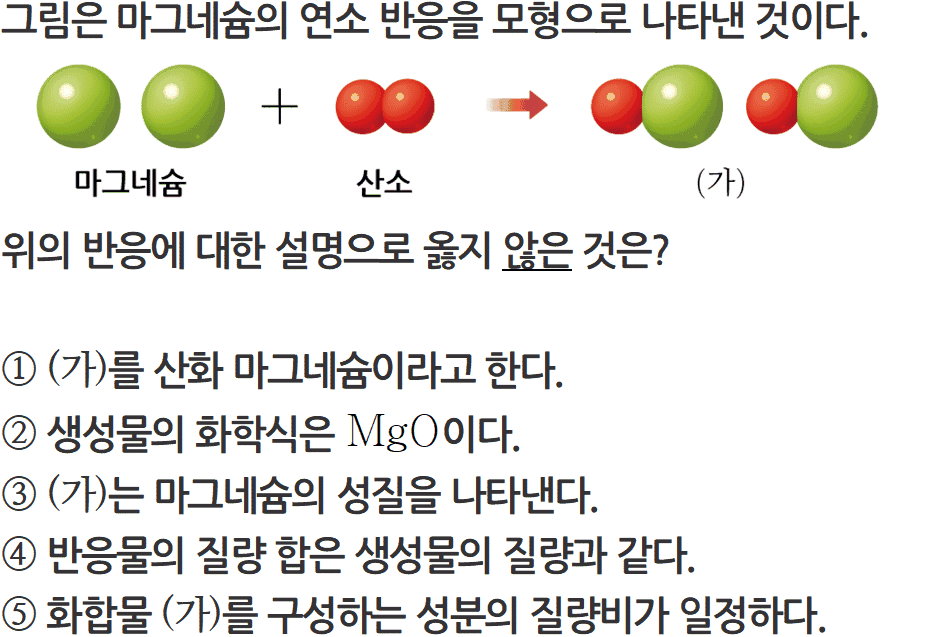 그림은 마그네슘의 연소 반응을 모형으로 나타낸 것이다.
+
마그네슘 산소 (가)
위의 반응에 대한 설명으로 옳지 않은 것은?
① (가)를 산화 마그네슘이라고 한다.
② 생성물의 화학식은 MgO이다.
③ (가)는 마그네슘의 성질을 나타낸다.
④ 반응물의 질량 합은 생성물의 질량과 같다.
⑤ 화합물 (가)를 구성하는 성분의 질량비가 일정하다.